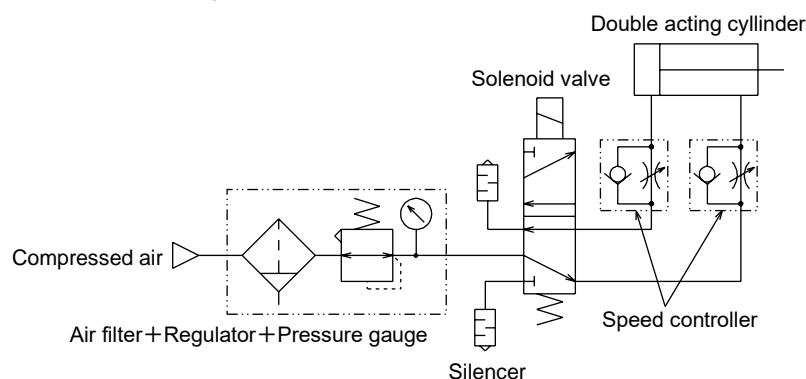 Double acting cyllinder
Solenoid valve
Compressed air
Air filter＋Regulator＋Pressure gauge
Speed controller
Silencer